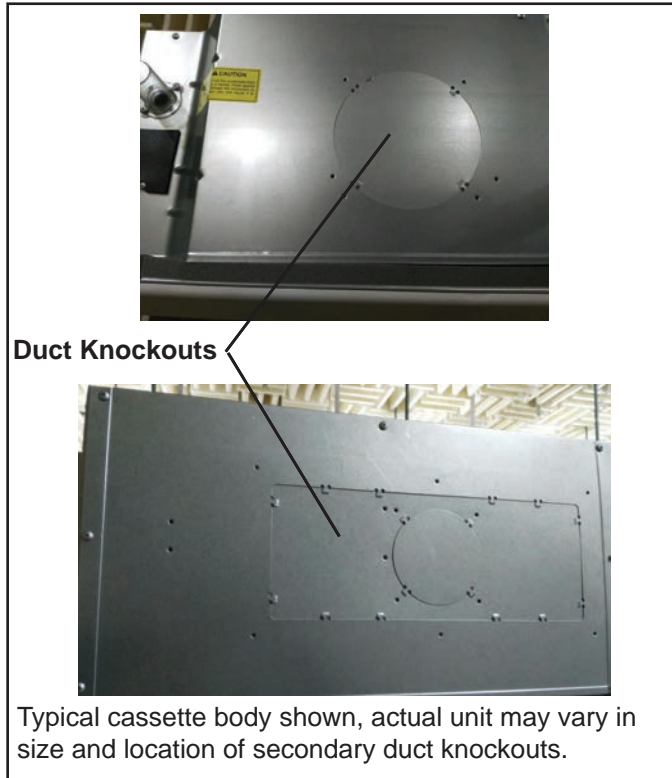 ⚠CAUTION
Duct Knockouts
Typical cassette body shown, actual unit may vary in
size and location of secondary duct knockouts.